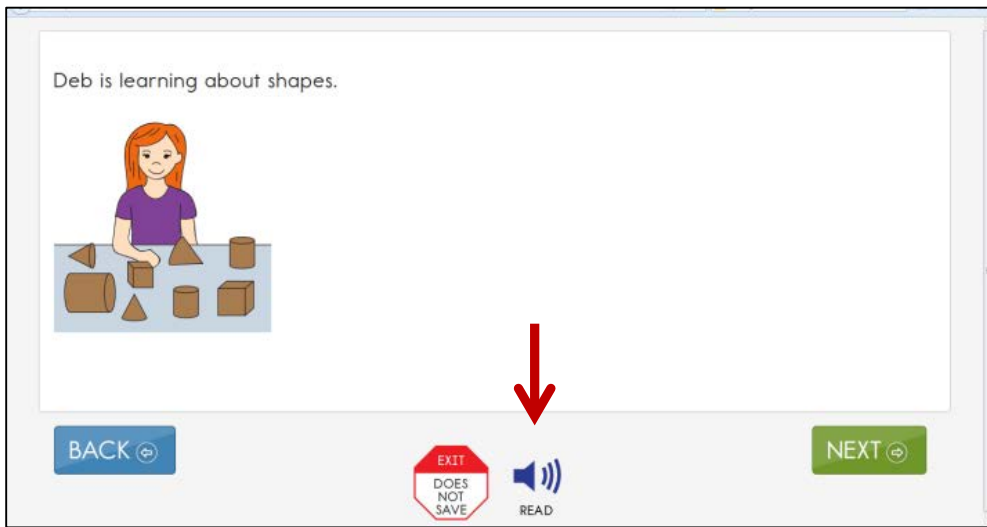 Deb is learning about shapes.
BACK
EXIT
DOES
NOT
SAVE
READ
NEXT